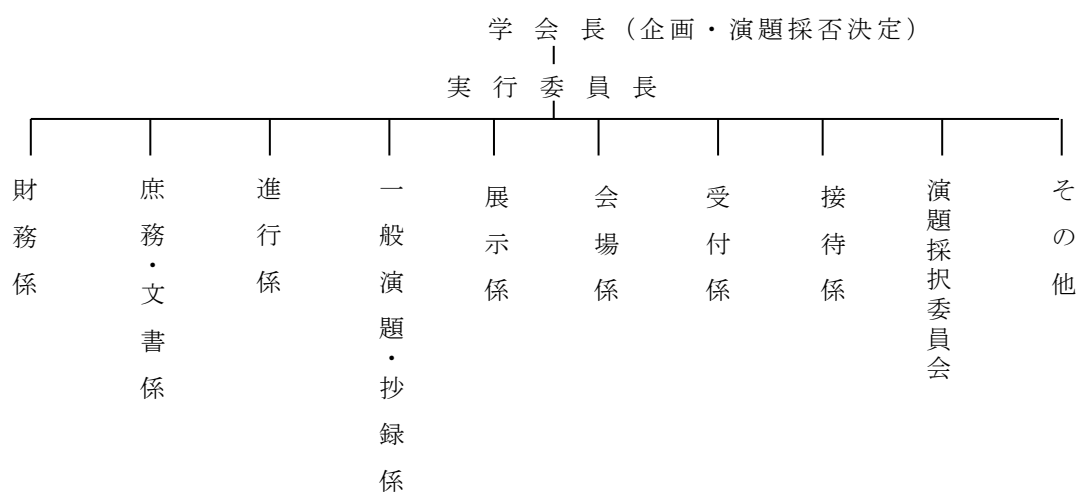 学会長（企画・演題採否決定）
実行委員長
財務係
庶務・文書係
進行係
一般演題・抄録係
展示係
会場係
受付係
接待係
演題採択委員会
その他